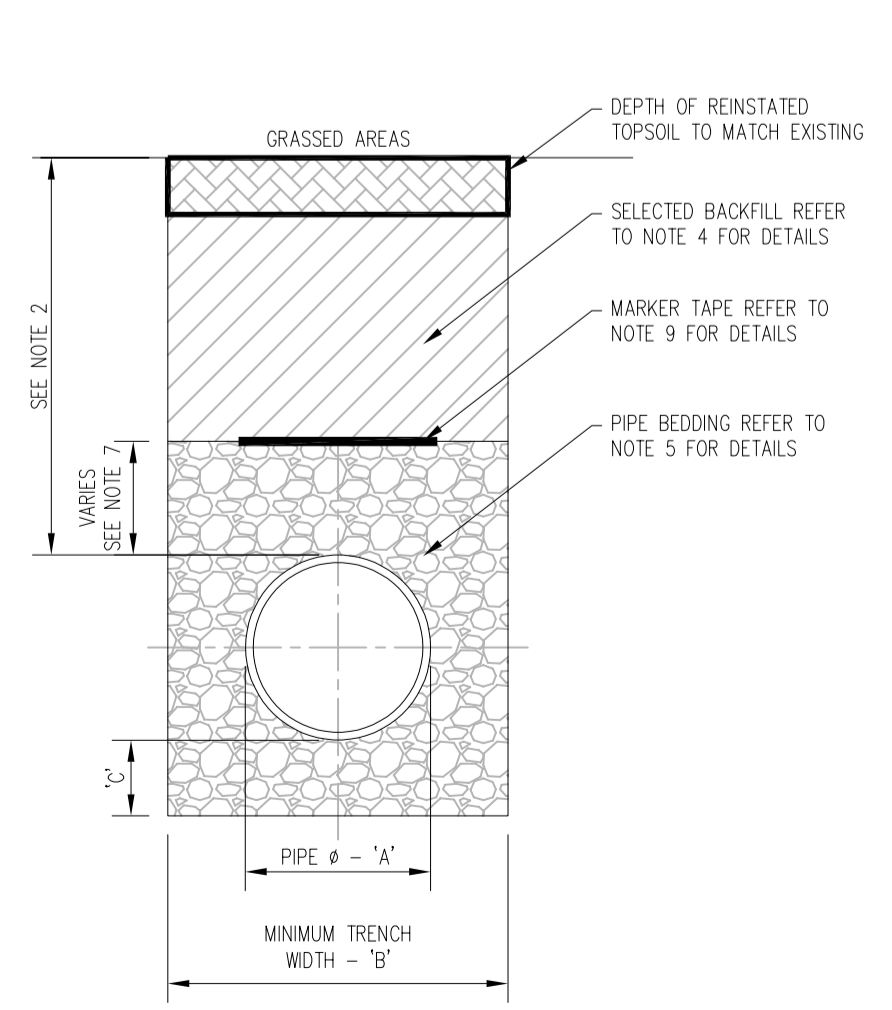 GRASSED AREAS
DEPTH OF REINSTATED
TOPSOIL TO MATCH EXISTING
SELECTED BACKFILL REFER
TO NOTE 4 FOR DETAILS
MARKER TAPE REFER TO
NOTE 9 FOR DETAILS
PIPE BEDDING REFER TO
NOTE 5 FOR DETAILS
SEE NOTE 2
VARIES
SEE NOTE 7
'C'
PIPE Ø – 'A'
MINIMUM TRENCH
WIDTH – 'B'